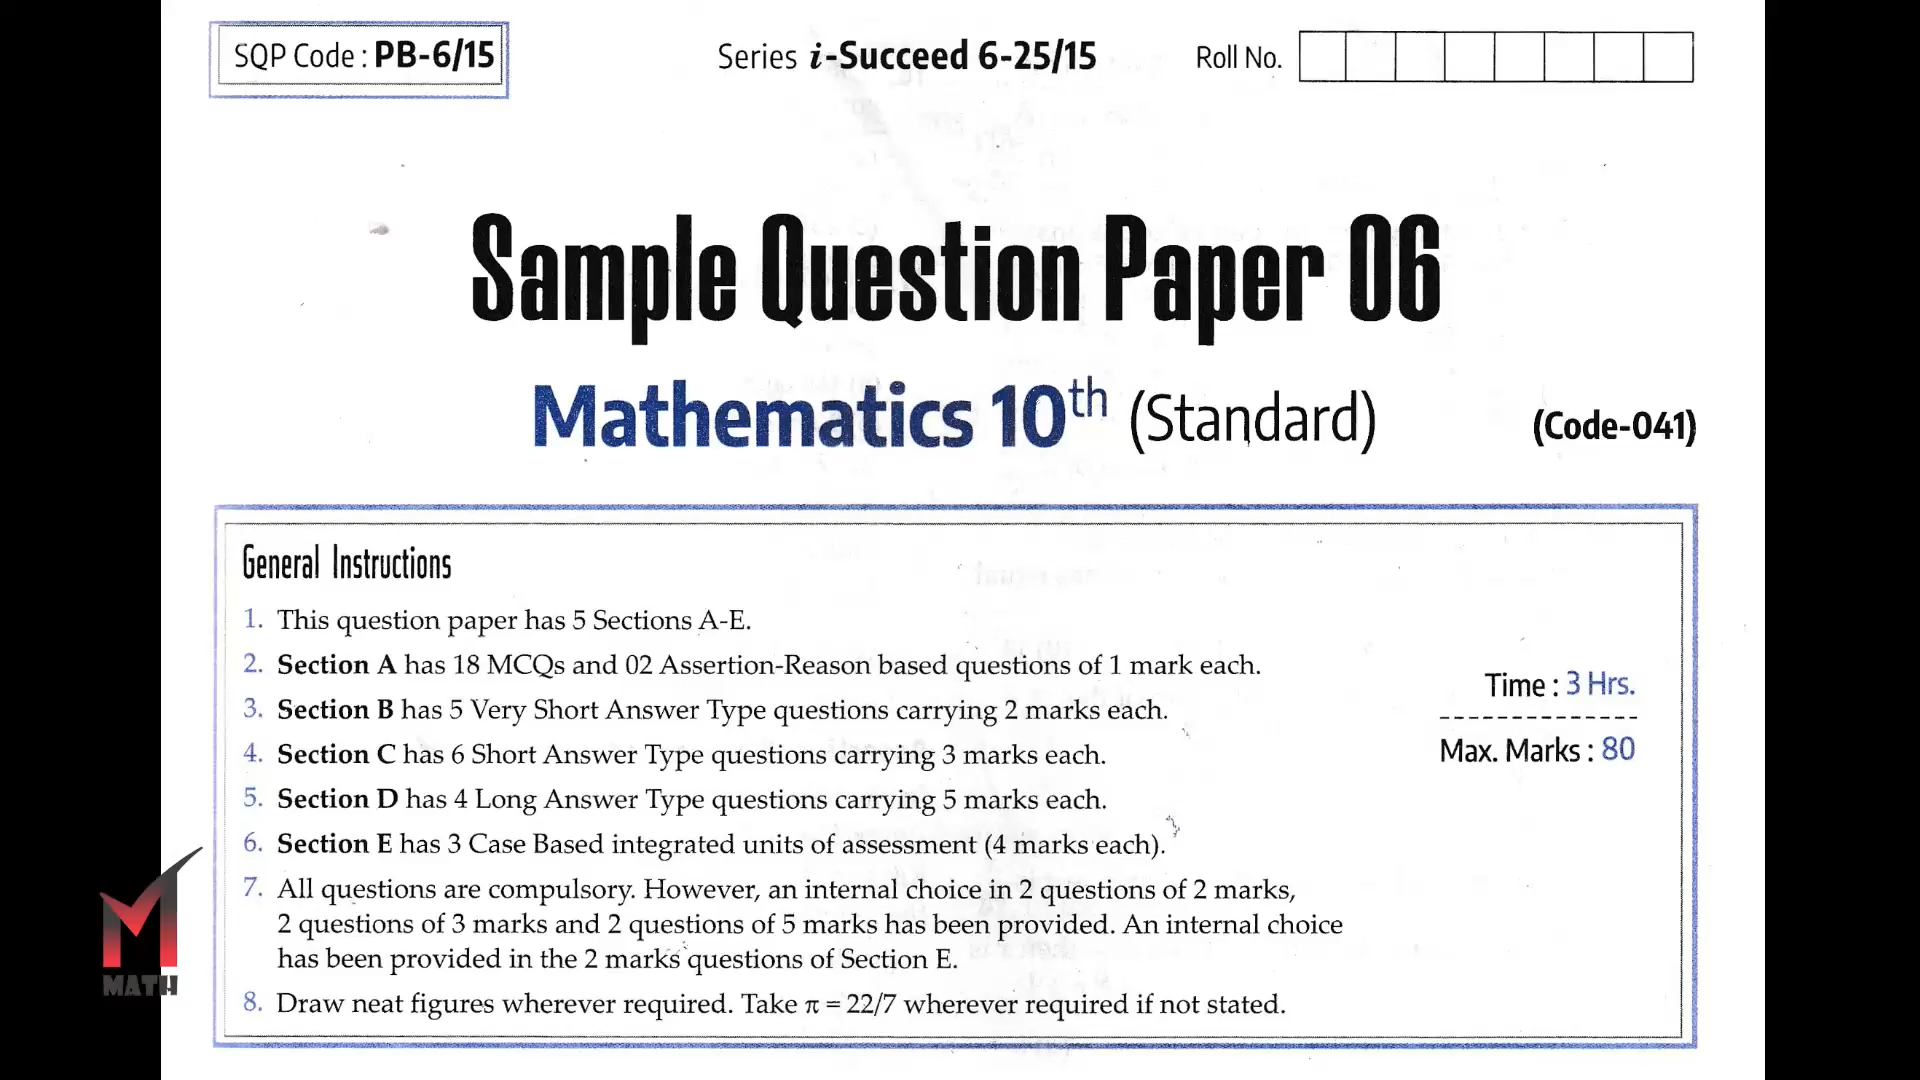 SQP Code : PB-6/15
Series i-Succeed 6-25/15
Roll No.
Sample Question Paper 06
Mathematics 10th (Standard)
(Code-041)
General Instructions
1. This question paper has 5 Sections A-E.
2. Section A has 18 MCQs and 02 Assertion-Reason based questions of 1 mark each.
3. Section B has 5 Very Short Answer Type questions carrying 2 marks each.
4. Section C has 6 Short Answer Type questions carrying 3 marks each.
5. Section D has 4 Long Answer Type questions carrying 5 marks each.
6. Section E has 3 Case Based integrated units of assessment (4 marks each).
7. All questions are compulsory. However, an internal choice in 2 questions of 2 marks,
2 questions of 3 marks and 2 questions of 5 marks has been provided. An internal choice
has been provided in the 2 marks questions of Section E.
8. Draw neat figures wherever required. Take π = 22/7 wherever required if not stated.
Time : 3 Hrs.
Max. Marks : 80
M
MATH